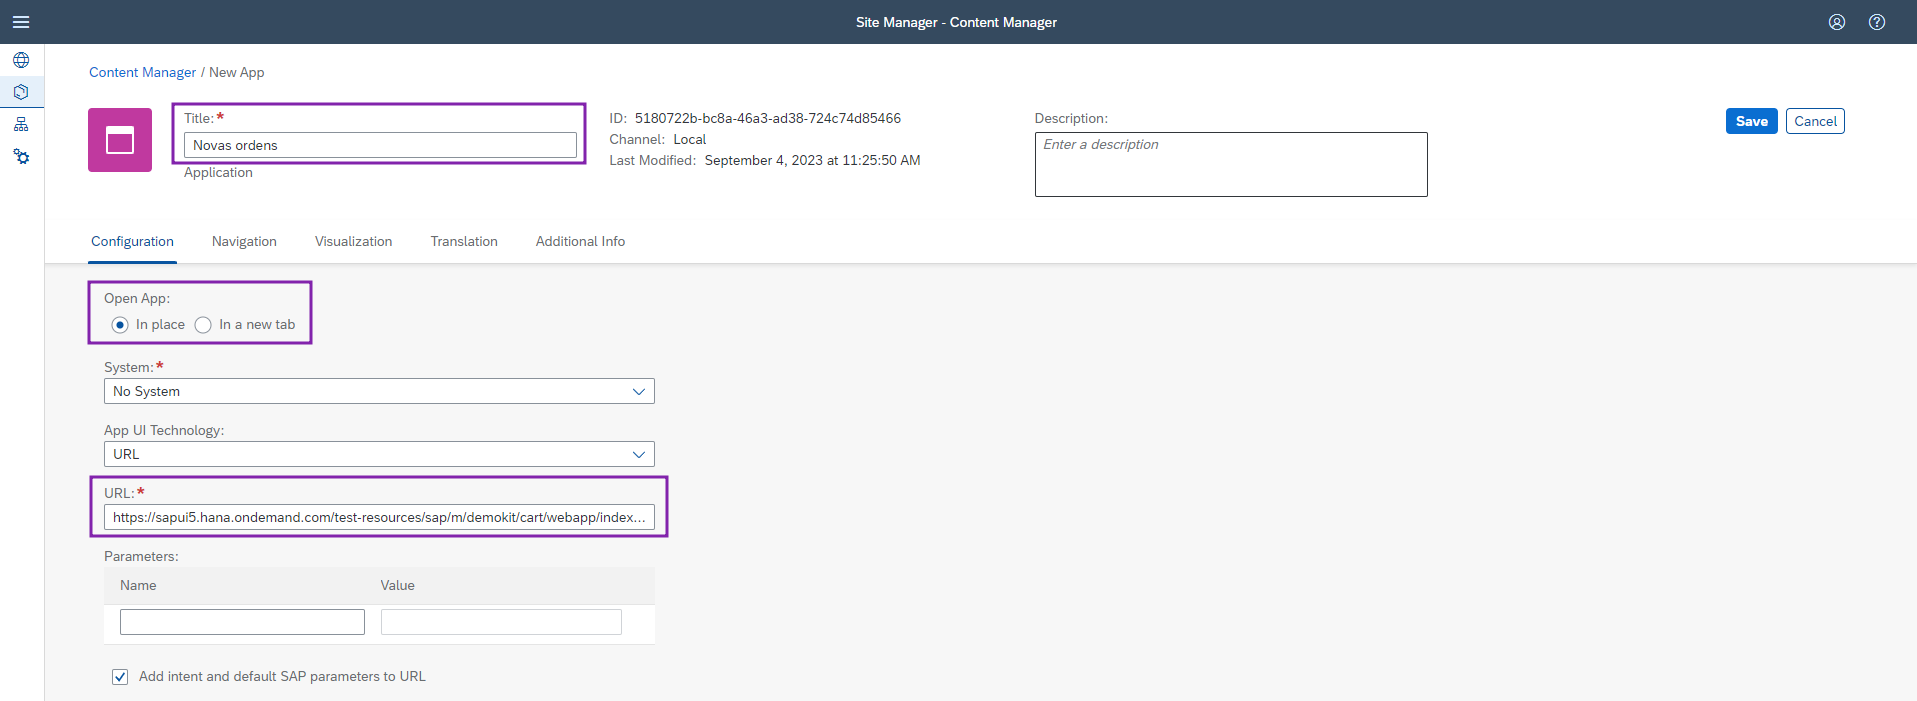 Site Manager - Content Manager
Content Manager / New App
Title:*
Novas ordens
Application
ID: 5180722b-bc8a-46a3-ad38-724c74d85466
Channel: Local
Last Modified: September 4, 2023 at 11:25:50 AM
Description:
Enter a description
Save
Cancel
Configuration
Navigation
Visualization
Translation
Additional Info
Open App:
In place
In a new tab
System:*
No System
App UI Technology:
URL
URL:*
https://sapui5.hana.ondemand.com/test-resources/sap/m/demokit/cart/webapp/index...
Parameters:
Name
Value
Add intent and default SAP parameters to URL